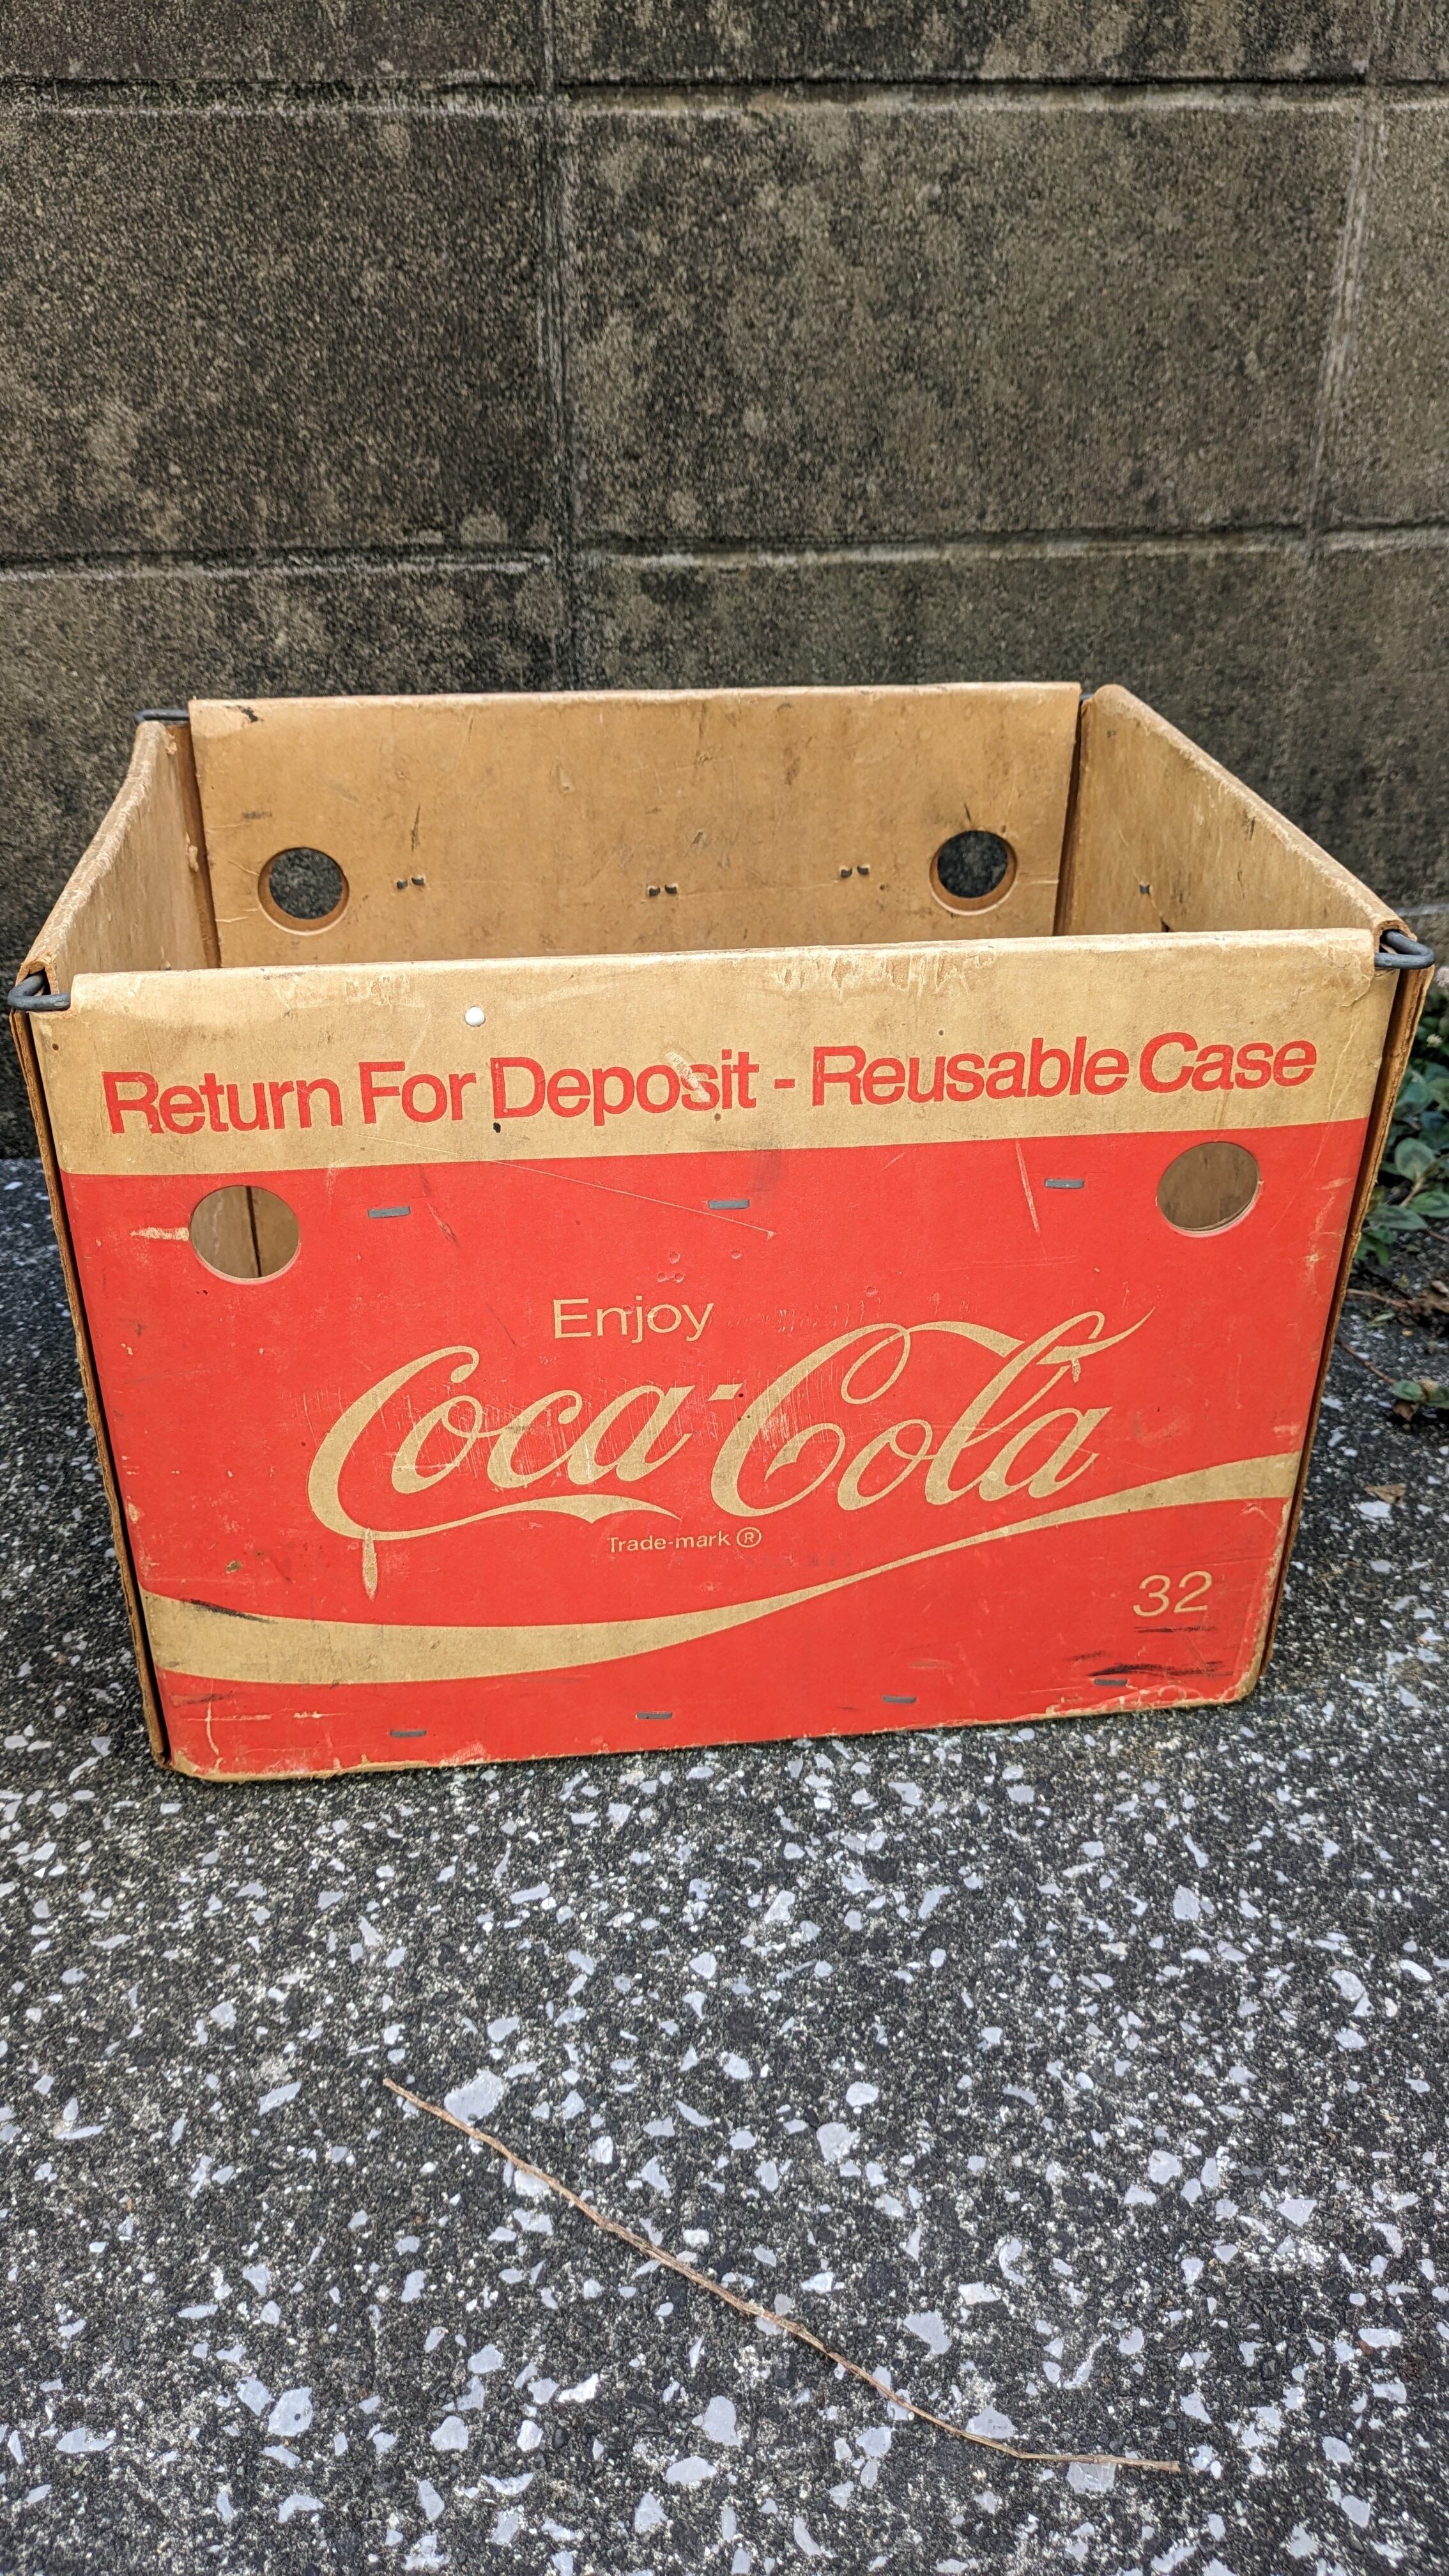 Return For Deposit - Reusable Case
Enjoy
Coca-Cola
Trade-mark ®
32